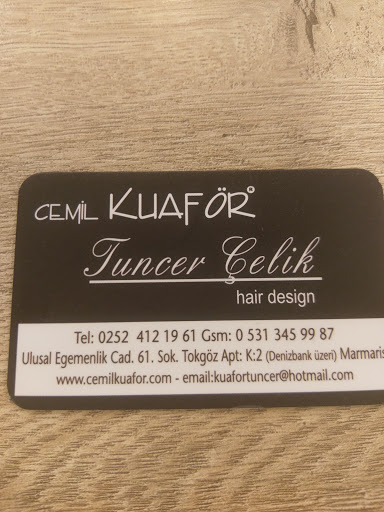 CEMİL KUAFÖR®
Tuncer Çelik
hair design
Tel: 0252 412 19 61 Gsm: 0 531 345 99 87
Ulusal Egemenlik Cad. 61. Sok. Tokgöz Apt: K:2 (Denizbank üzeri) Marmaris
www.cemilkuafor.com - email:kuafortuncer@hotmail.com